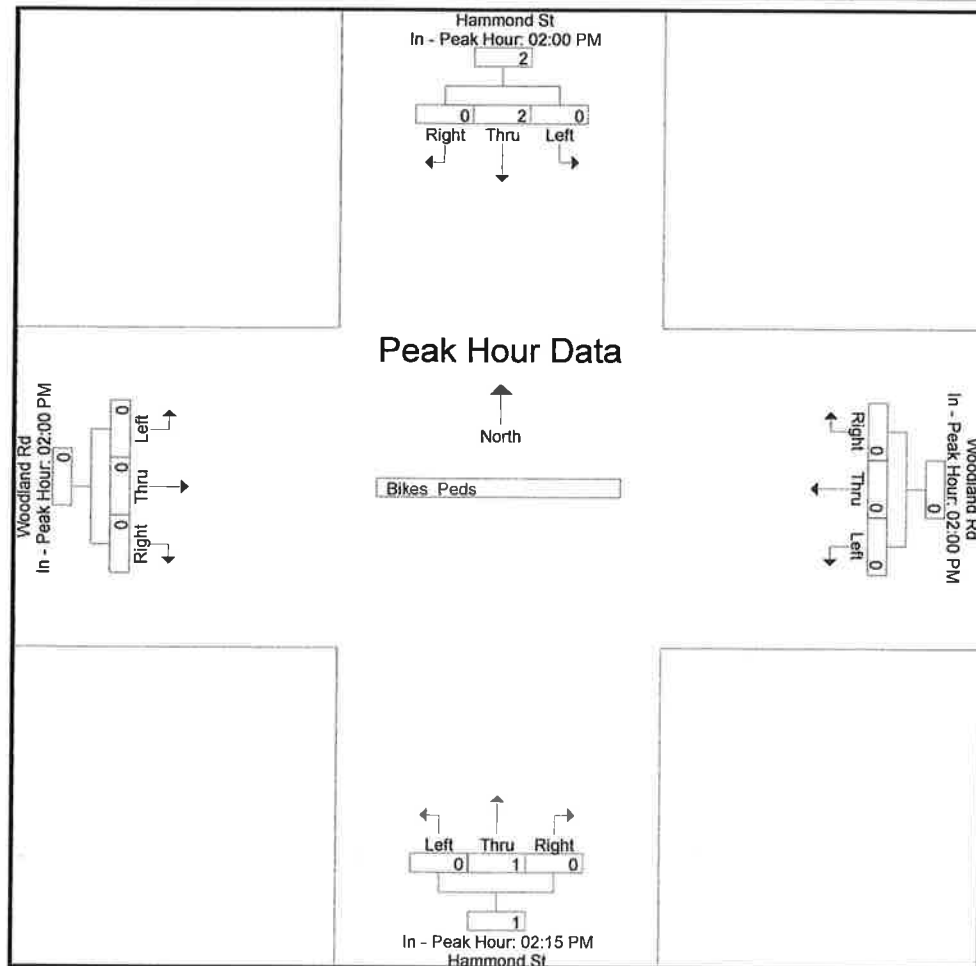 Hammond St
In - Peak Hour: 02:00 PM
2
0 2 0
Right Thru Left
Peak Hour Data
North
Bikes Peds
Woodland Rd
In - Peak Hour: 02:00 PM
0
0 0 0
Left Thru Right
Woodland Rd
In - Peak Hour: 02:00 PM
0
0 0 0
Right Thru Left
Left Thru Right
0 1 0
1
In - Peak Hour: 02:15 PM
Hammond St